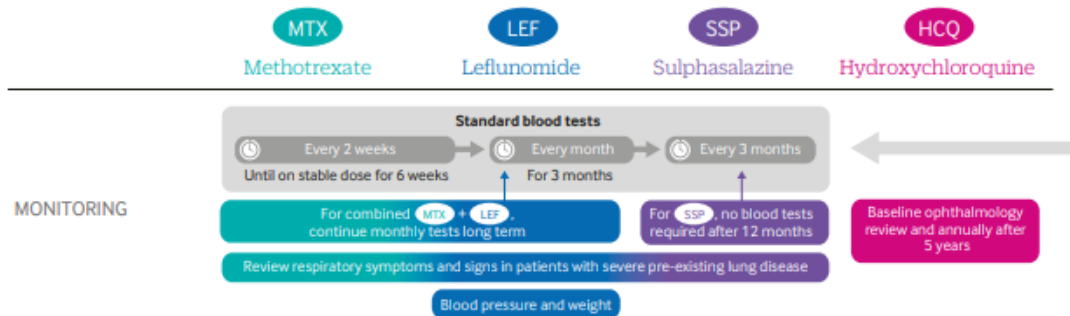 MTX LEF SSP HCQ
Methotrexate Leflunomide Sulphasalazine Hydroxychloroquine
MONITORING
Standard blood tests
Every 2 weeks Every month Every 3 months
Until on stable dose for 6 weeks For 3 months
For combined MTX + LEF,
continue monthly tests long term
For SSP, no blood tests
required after 12 months
Baseline ophthalmology
review and annually after
5 years
Review respiratory symptoms and signs in patients with severe pre-existing lung disease
Blood pressure and weight